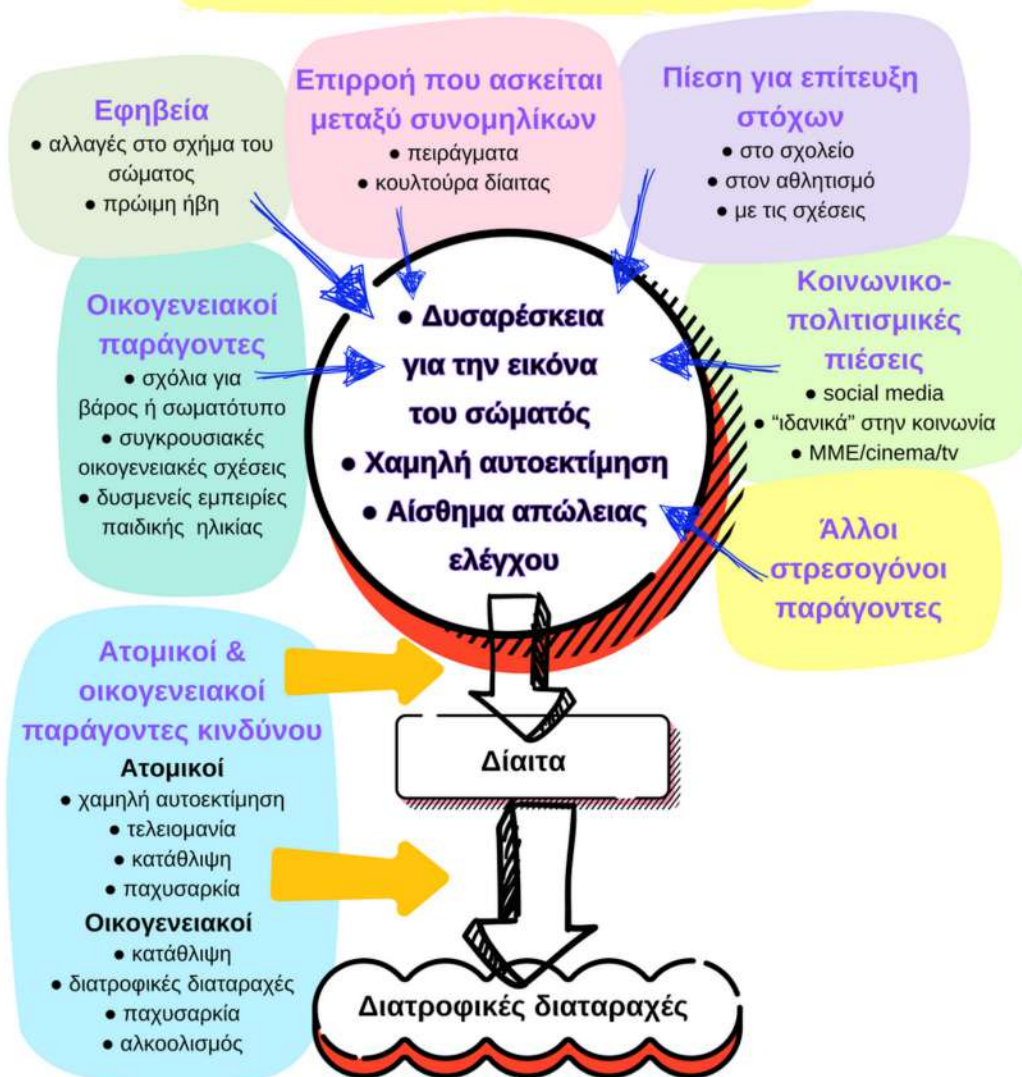 Εφηβεία
● αλλαγές στο σχήμα του
σώματος
● πρώιμη ήβη
Επιρροή που ασκείται
μεταξύ συνομηλίκων
● πειράγματα
● κουλτούρα δίαιτας
Πίεση για επίτευξη
στόχων
● στο σχολείο
● στον αθλητισμό
● με τις σχέσεις
Οικογενειακοί
παράγοντες
● σχόλια για
βάρος ή σωματότυπο
● συγκρουσιακές
οικογενειακές σχέσεις
● δυσμενείς εμπειρίες
παιδικής ηλικίας
● Δυσαρέσκεια
για την εικόνα
του σώματός
● Χαμηλή αυτοεκτίμηση
● Αίσθημα απώλειας
ελέγχου
Κοινωνικο-
πολιτισμικές
πιέσεις
● social media
● “ιδανικά” στην κοινωνία
● ΜΜΕ/cinema/tv
Άλλοι
στρεσογόνοι
παράγοντες
Ατομικοί &
οικογενειακοί
παράγοντες κινδύνου
Ατομικοί
● χαμηλή αυτοεκτίμηση
● τελειομανία
● κατάθλιψη
● παχυσαρκία
Οικογενειακοί
● κατάθλιψη
● διατροφικές διαταραχές
● παχυσαρκία
● αλκοολισμός
Δίαιτα
Διατροφικές διαταραχές